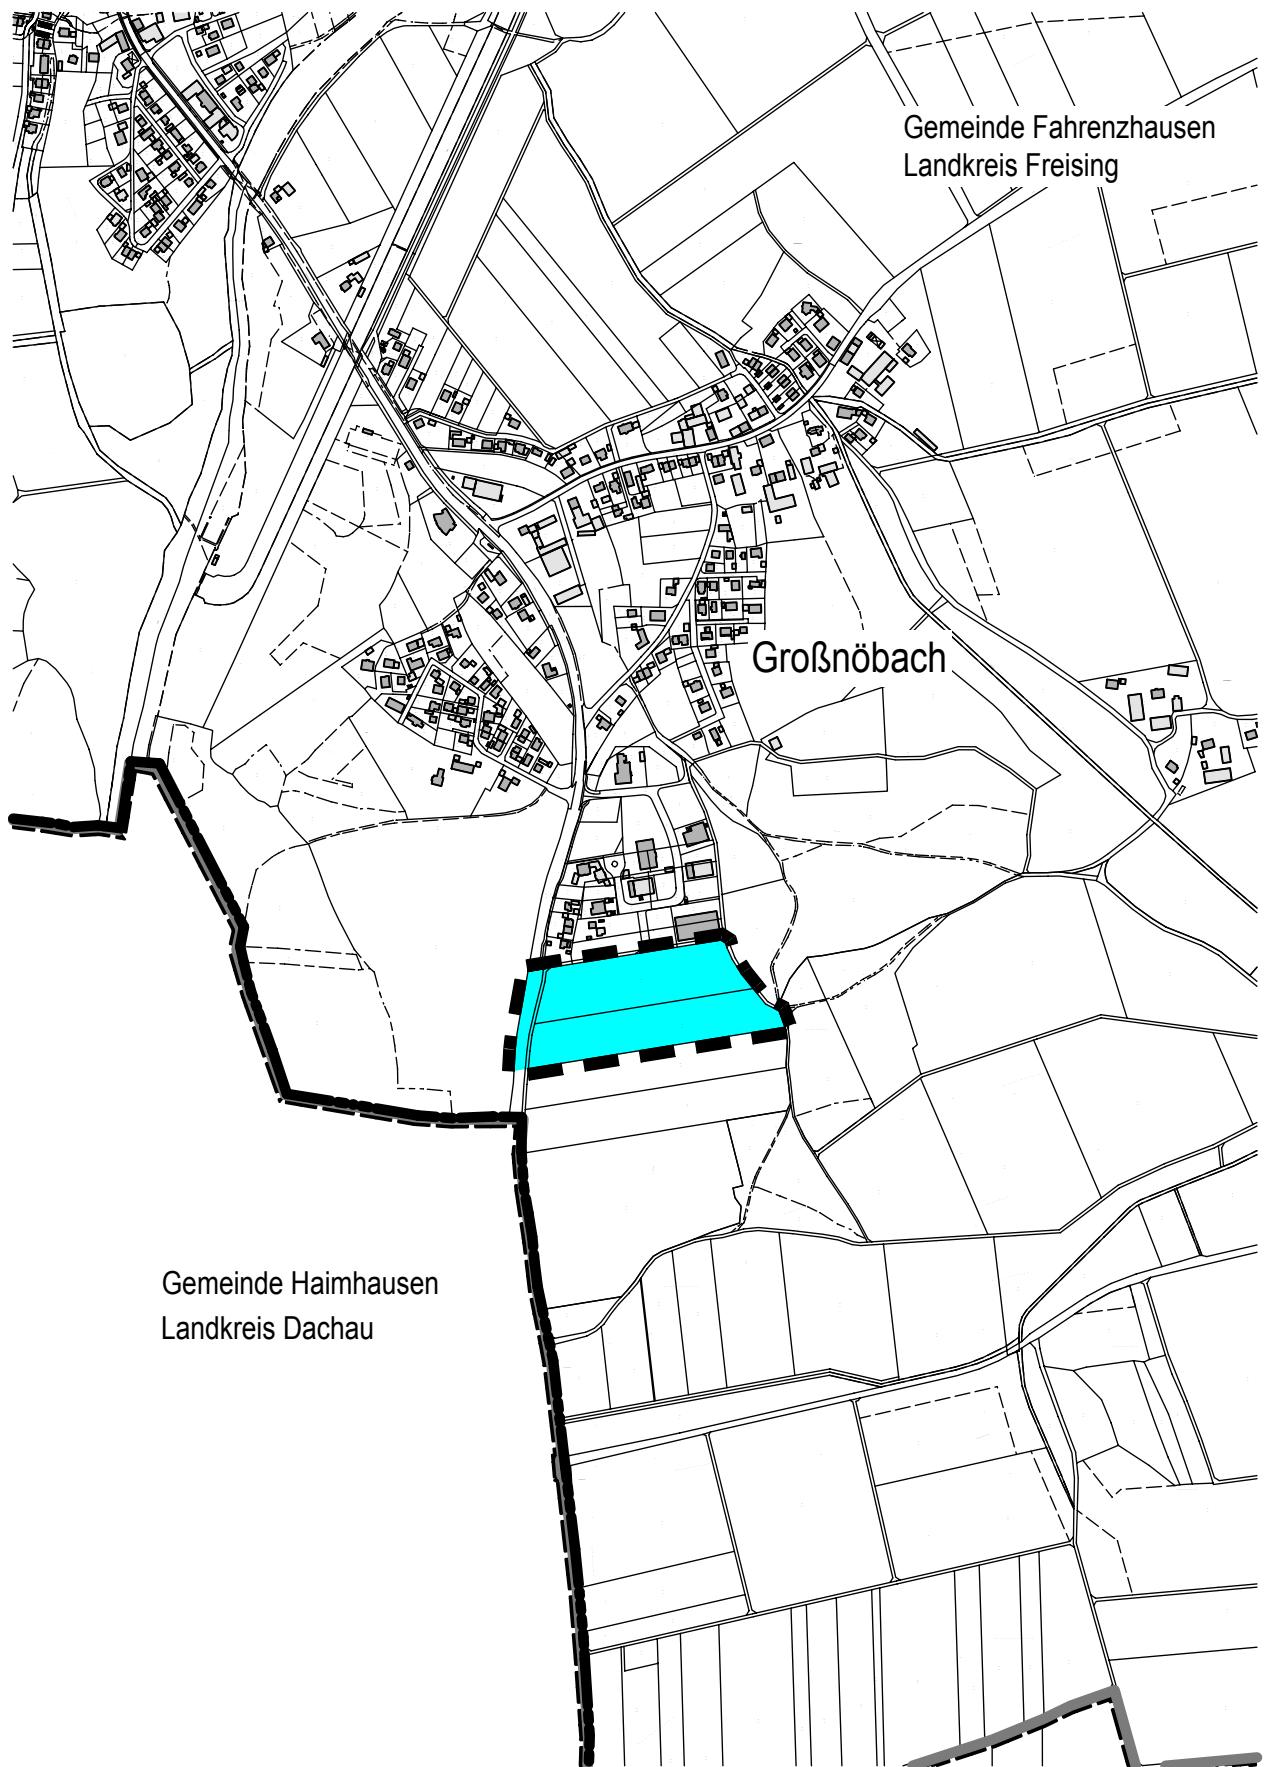 Gemeinde Fahrenzhausen
Landkreis Freising
Großnöbach
Gemeinde Haimhausen
Landkreis Dachau